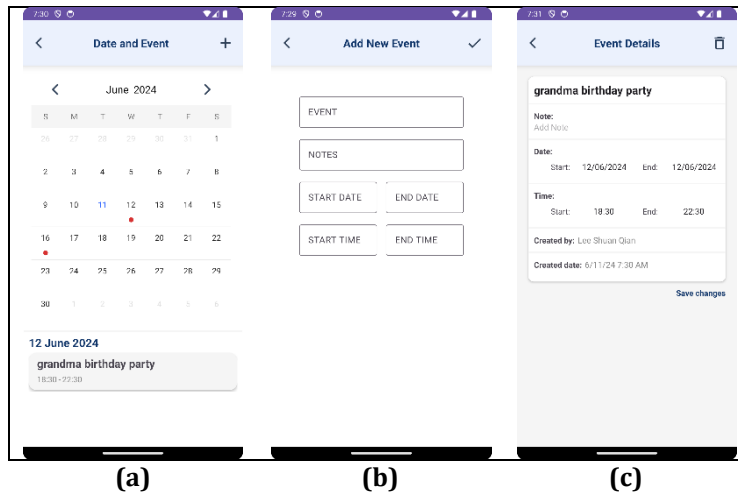 7:30
Date and Event
June 2024
S M T W T F S
26 27 28 29 30 31 1
2 3 4 5 6 7 8
9 10 11 12 13 14 15
16 17 18 19 20 21 22
23 24 25 26 27 28 29
30 1 2 3 4 5 6
12 June 2024
grandma birthday party
18:30 - 22:30
(a)
7:29
Add New Event
EVENT
NOTES
START DATE END DATE
START TIME END TIME
(b)
7:31
Event Details
grandma birthday party
Note:
Add Note
Date:
Start: 12/06/2024 End: 12/06/2024
Time:
Start: 18:30 End: 22:30
Created by: Lee Shuan Qian
Created date: 6/11/24 7:30 AM
Save changes
(c)